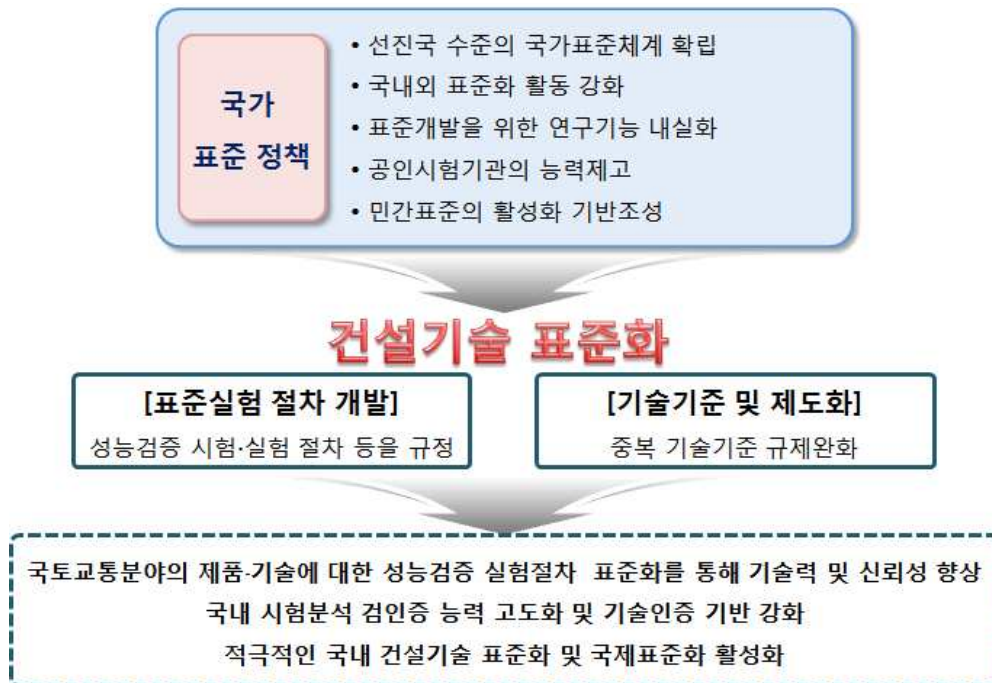 국가
표준 정책
• 선진국 수준의 국가표준체계 확립
• 국내외 표준화 활동 강화
• 표준개발을 위한 연구기능 내실화
• 공인시험기관의 능력제고
• 민간표준의 활성화 기반조성
건설기술 표준화
[표준실험 절차 개발]
성능검증 시험·실험 절차 등을 규정
[기술기준 및 제도화]
중복 기술기준 규제완화
국토교통분야의 제품·기술에 대한 성능검증 실험절차 표준화를 통해 기술력 및 신뢰성 향상
국내 시험분석 검인증 능력 고도화 및 기술인증 기반 강화
적극적인 국내 건설기술 표준화 및 국제표준화 활성화